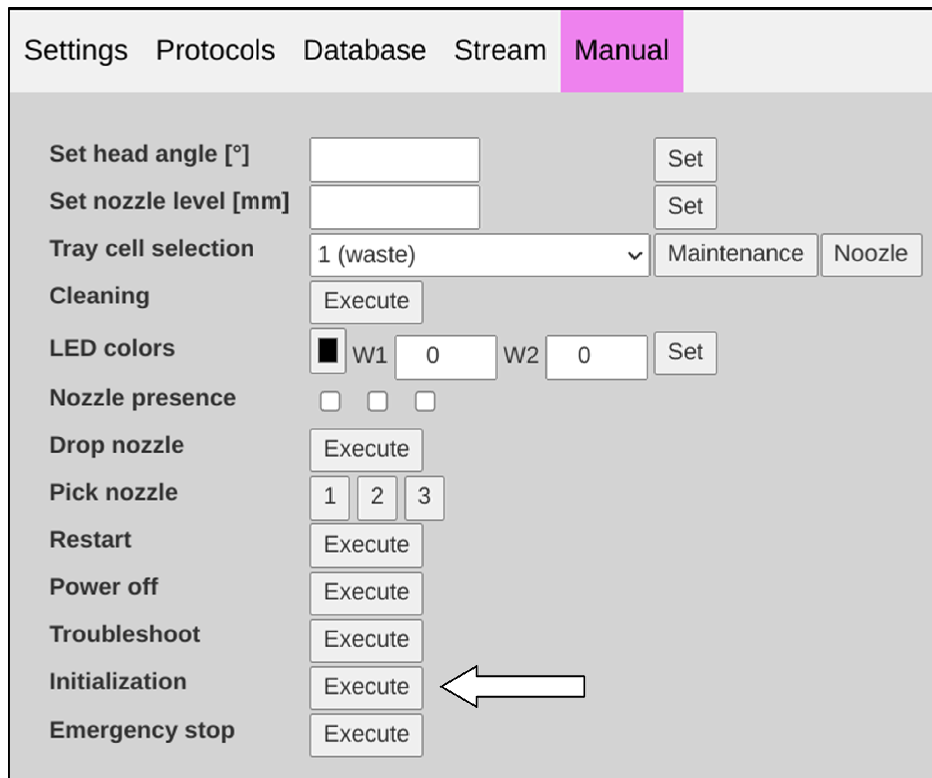 Settings Protocols Database Stream Manual
Set head angle [°] Set
Set nozzle level [mm] Set
Tray cell selection 1 (waste) Maintenance Noozle
Cleaning Execute
LED colors W1 0 W2 0 Set
Nozzle presence
Drop nozzle Execute
Pick nozzle 1 2 3
Restart Execute
Power off Execute
Troubleshoot Execute
Initialization Execute
Emergency stop Execute